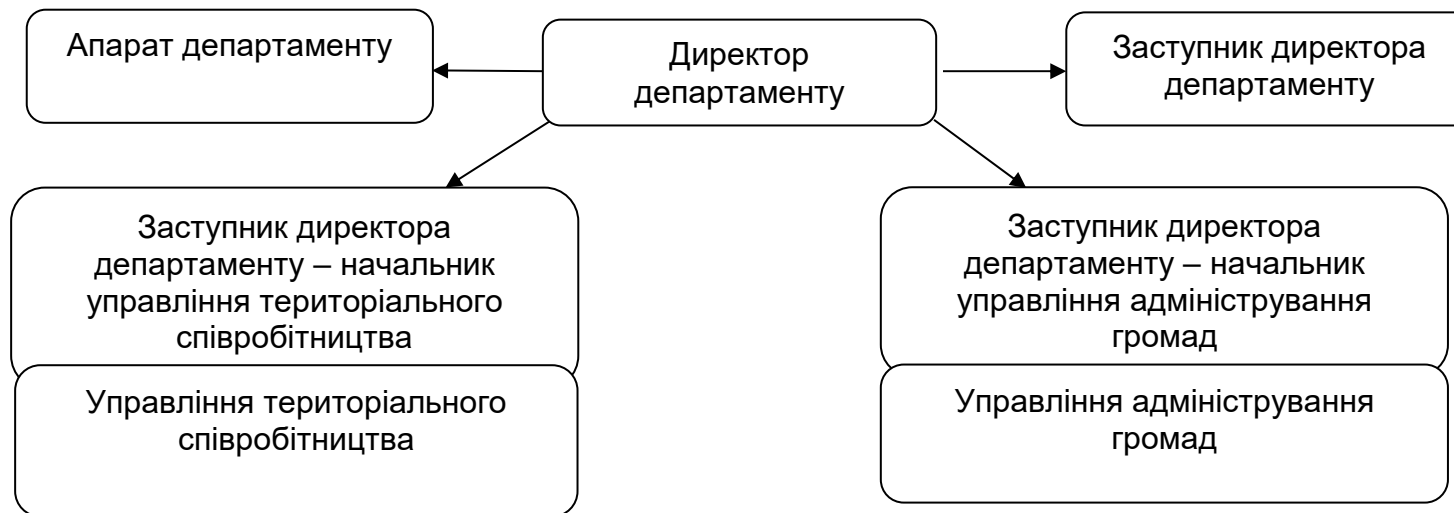 Апарат департаменту
Директор
департаменту
Заступник директора
департаменту
Заступник директора
департаменту – начальник
управління територіального
співробітництва
Заступник директора
департаменту – начальник
управління адміністрування
громад
Управління територіального
співробітництва
Управління адміністрування
громад